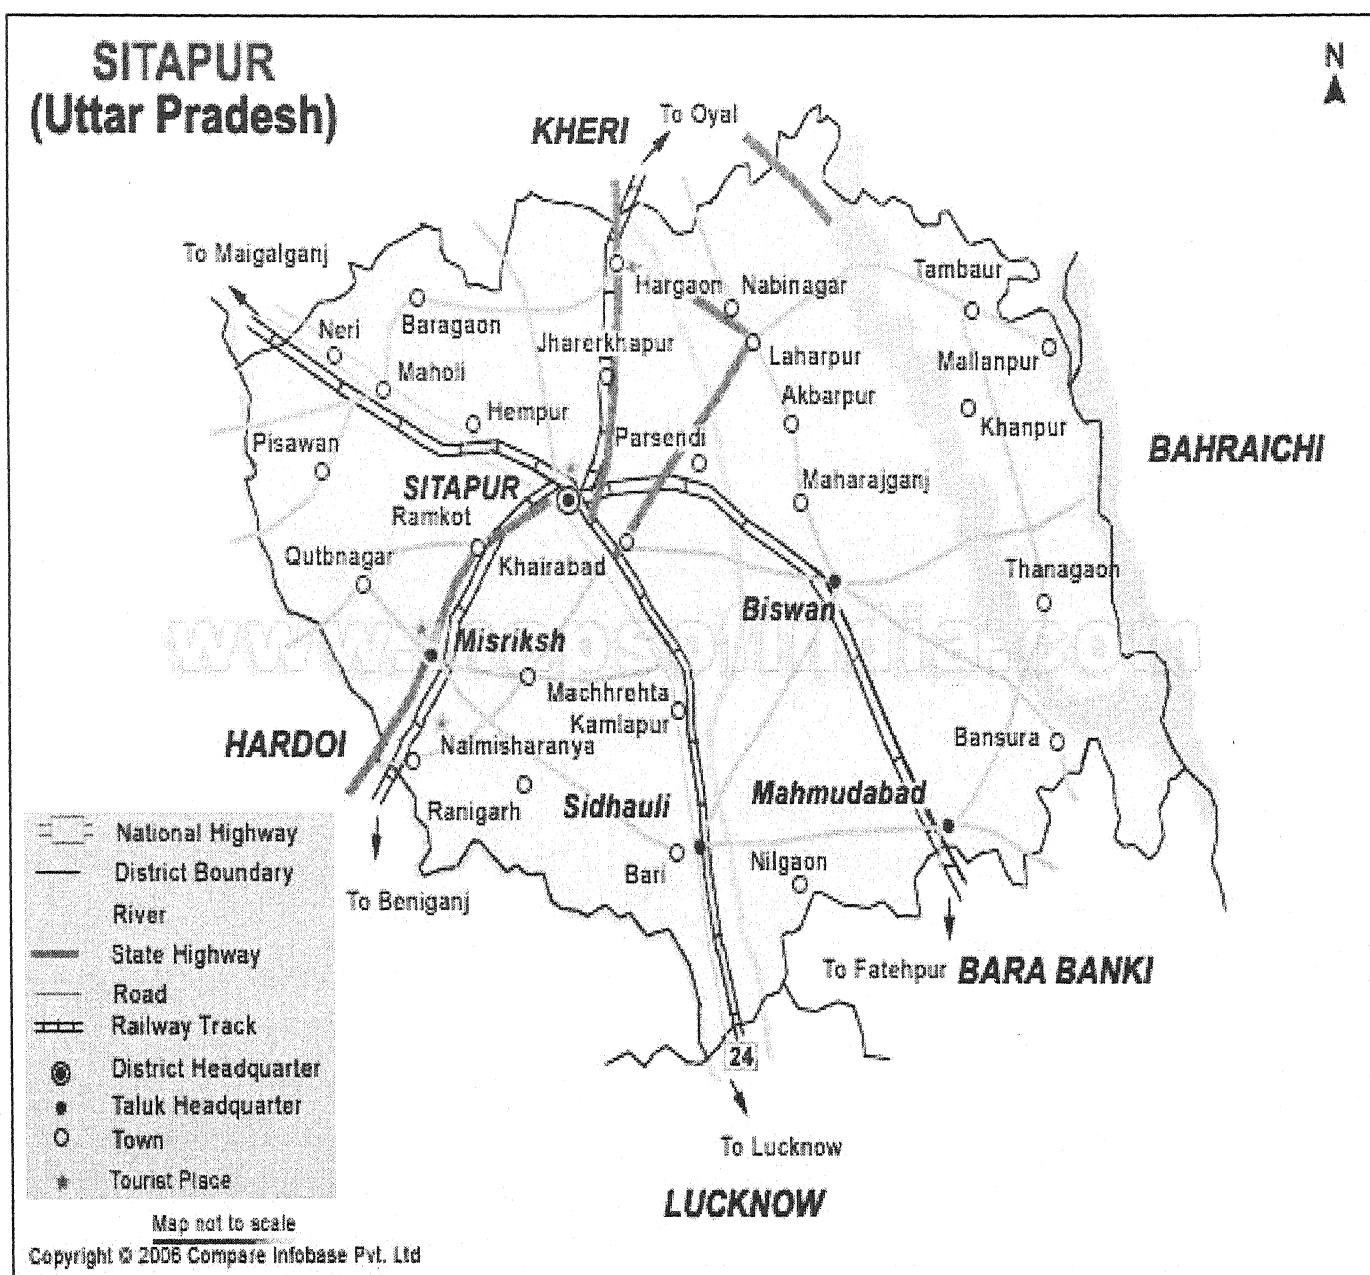 SITAPUR
(Uttar Pradesh)
N
KHERI
To Oyal
To Maigalganj
Hargaon
Nabinagar
Tambaur
Neri
Baragaon
Jharerkhapur
Laharpur
Mallanpur
Maholi
Hempur
Akbarpur
Khanpur
Pisawan
Parsendi
BAHRAICHI
SITAPUR
Maharajganj
Ramkot
Qutbnagar
Khairabad
Thanagaon
Biswan
www.mapsofindia.com
Misriksh
Machhrehta
Kamlapur
HARDOI
Naimisharanya
Bansura
Ranigarh
Sidhauli
Mahmudabad
Bari
Nilgaon
To Beniganj
To Fatehpur
BARA BANKI
24
To Lucknow
LUCKNOW
National Highway
District Boundary
River
State Highway
Road
Railway Track
District Headquarter
Taluk Headquarter
Town
Tourist Place
Map not to scale
Copyright © 2006 Compare Infobase Pvt. Ltd